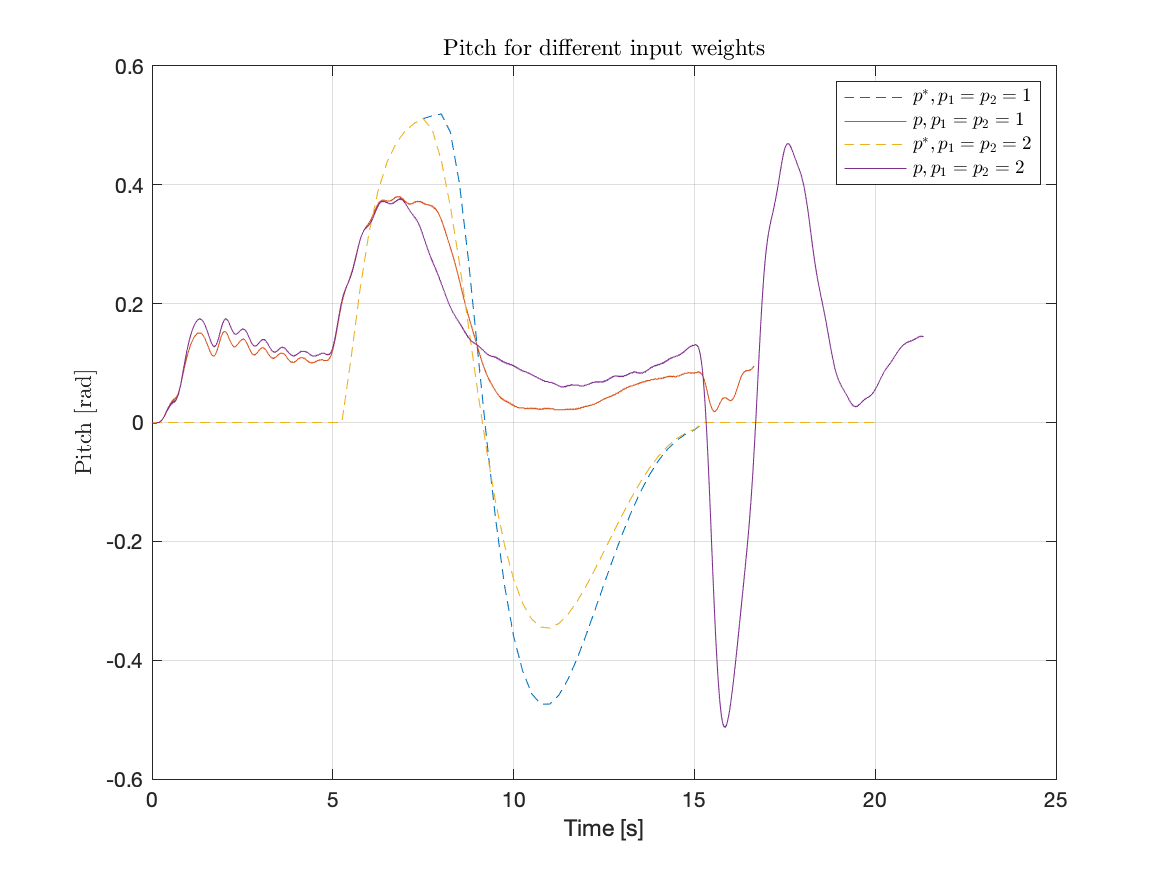 Pitch for different input weights
0.6
0.4
0.2
0
-0.2
-0.4
-0.6
Pitch [rad]
p*, p₁ = p₂ = 1
p, p₁ = p₂ = 1
p*, p₁ = p₂ = 2
p, p₁ = p₂ = 2
0 5 10 15 20 25
Time [s]